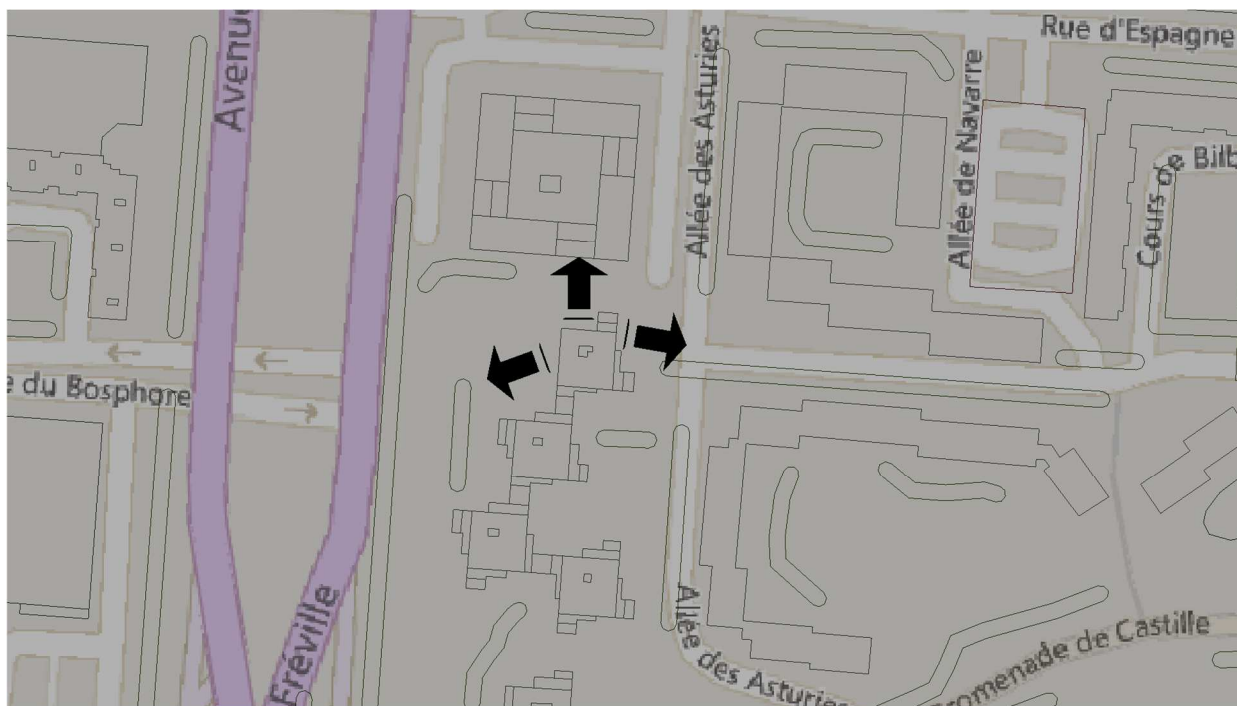 Rue d'Espagne
Avenu
Allée des Asturies
Allée de Navarre
Cours de Bilb
e du Bosphore
Fréville
Allée des Asturies
Promenade de Castille